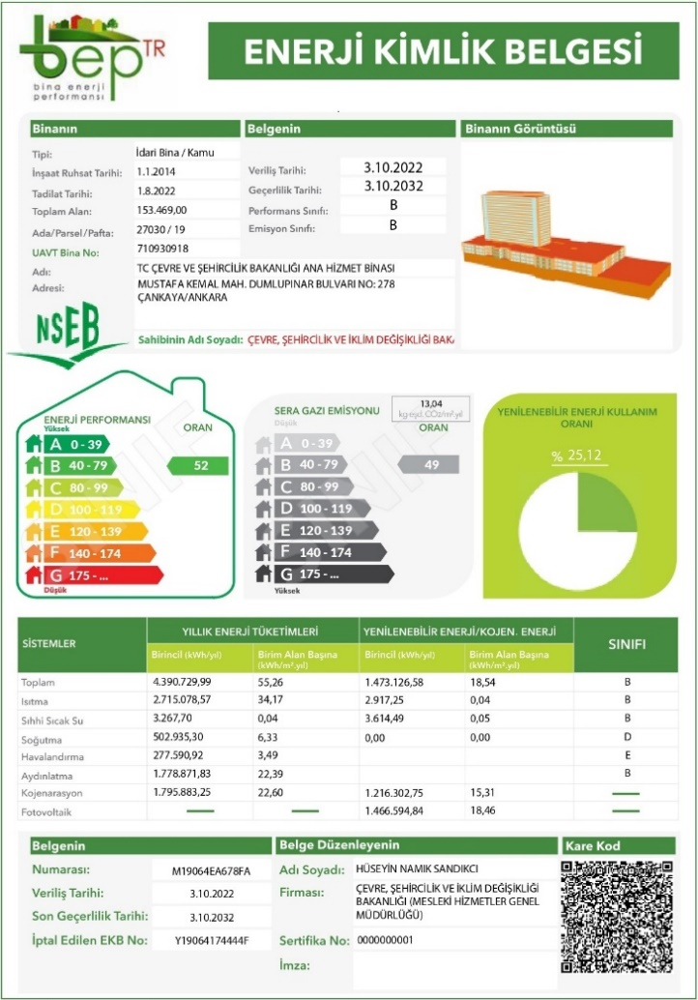 bep TR
bina enerji
performansı
ENERJİ KİMLİK BELGESİ
Binanın
Tipi: İdari Bina / Kamu
İnşaat Ruhsat Tarihi: 1.1.2014
Tadilat Tarihi: 1.8.2022
Toplam Alan: 153.469,00
Ada/Parsel/Pafta: 27030 / 19
UAVT Bina No: 710930918
Belgenin
Veriliş Tarihi: 3.10.2022
Geçerlilik Tarihi: 3.10.2032
Performans Sınıfı: B
Emisyon Sınıfı: B
Adı: TC ÇEVRE VE ŞEHİRCİLİK BAKANLIĞI ANA HİZMET BİNASI
Adresi: MUSTAFA KEMAL MAH. DUMLUPINAR BULVARI NO: 278
ÇANKAYA/ANKARA
NSEB
Sahibinin Adı Soyadı: ÇEVRE, ŞEHİRCİLİK VE İKLİM DEĞİŞİKLİĞİ BAK
Binanın Görüntüsü
ENERJİ PERFORMANSI
Yüksek
ORAN
A 0 - 39
B 40 - 79
52
C 80 - 99
D 100 - 119
E 120 - 139
F 140 - 174
G 175 - ...
Düşük
SERA GAZI EMİSYONU
Düşük
13,04
kg-eşd. CO2/m².yıl
ORAN
A 0 - 39
B 40 - 79
49
C 80 - 99
D 100 - 119
E 120 - 139
F 140 - 174
G 175 - ...
Yüksek
YENİLENEBİLİR ENERJİ KULLANIM
ORANI
% 25,12
SİSTEMLER YILLIK ENERJİ TÜKETİMLERİ YENİLENEBİLİR ENERJİ/KOJEN. ENERJİ SINIFI
Birincil (kWh/yıl) Birim Alan Başına (kWh/m².yıl) Birincil (kWh/yıl) Birim Alan Başına (kWh/m².yıl)
Toplam 4.390.729,99 55,26 1.473.126,58 18,54 B
Isıtma 2.715.078,57 34,17 2.917,25 0,04 B
Sıhhi Sıcak Su 3.267,70 0,04 3.614,49 0,05 B
Soğutma 502.935,30 6,33 0,00 0,00 D
Havalandırma 277.590,92 3,49 E
Aydınlatma 1.778.871,83 22,39 B
Kojenarasyon 1.795.883,25 22,60 1.216.302,75 15,31
Fotovoltaik 1.466.594,84 18,46
Belgenin
Numarası: M19064EA678FA
Veriliş Tarihi: 3.10.2022
Son Geçerlilik Tarihi: 3.10.2032
İptal Edilen EKB No: Y19064174444F
Belge Düzenleyenin
Adı Soyadı: HÜSEYİN NAMIK SANDIKCI
Firması: ÇEVRE, ŞEHİRCİLİK VE İKLİM DEĞİŞİKLİĞİ
BAKANLIĞI (MESLEKİ HİZMETLER GENEL
MÜDÜRLÜĞÜ)
Sertifika No: 0000000001
İmza:
Kare Kod